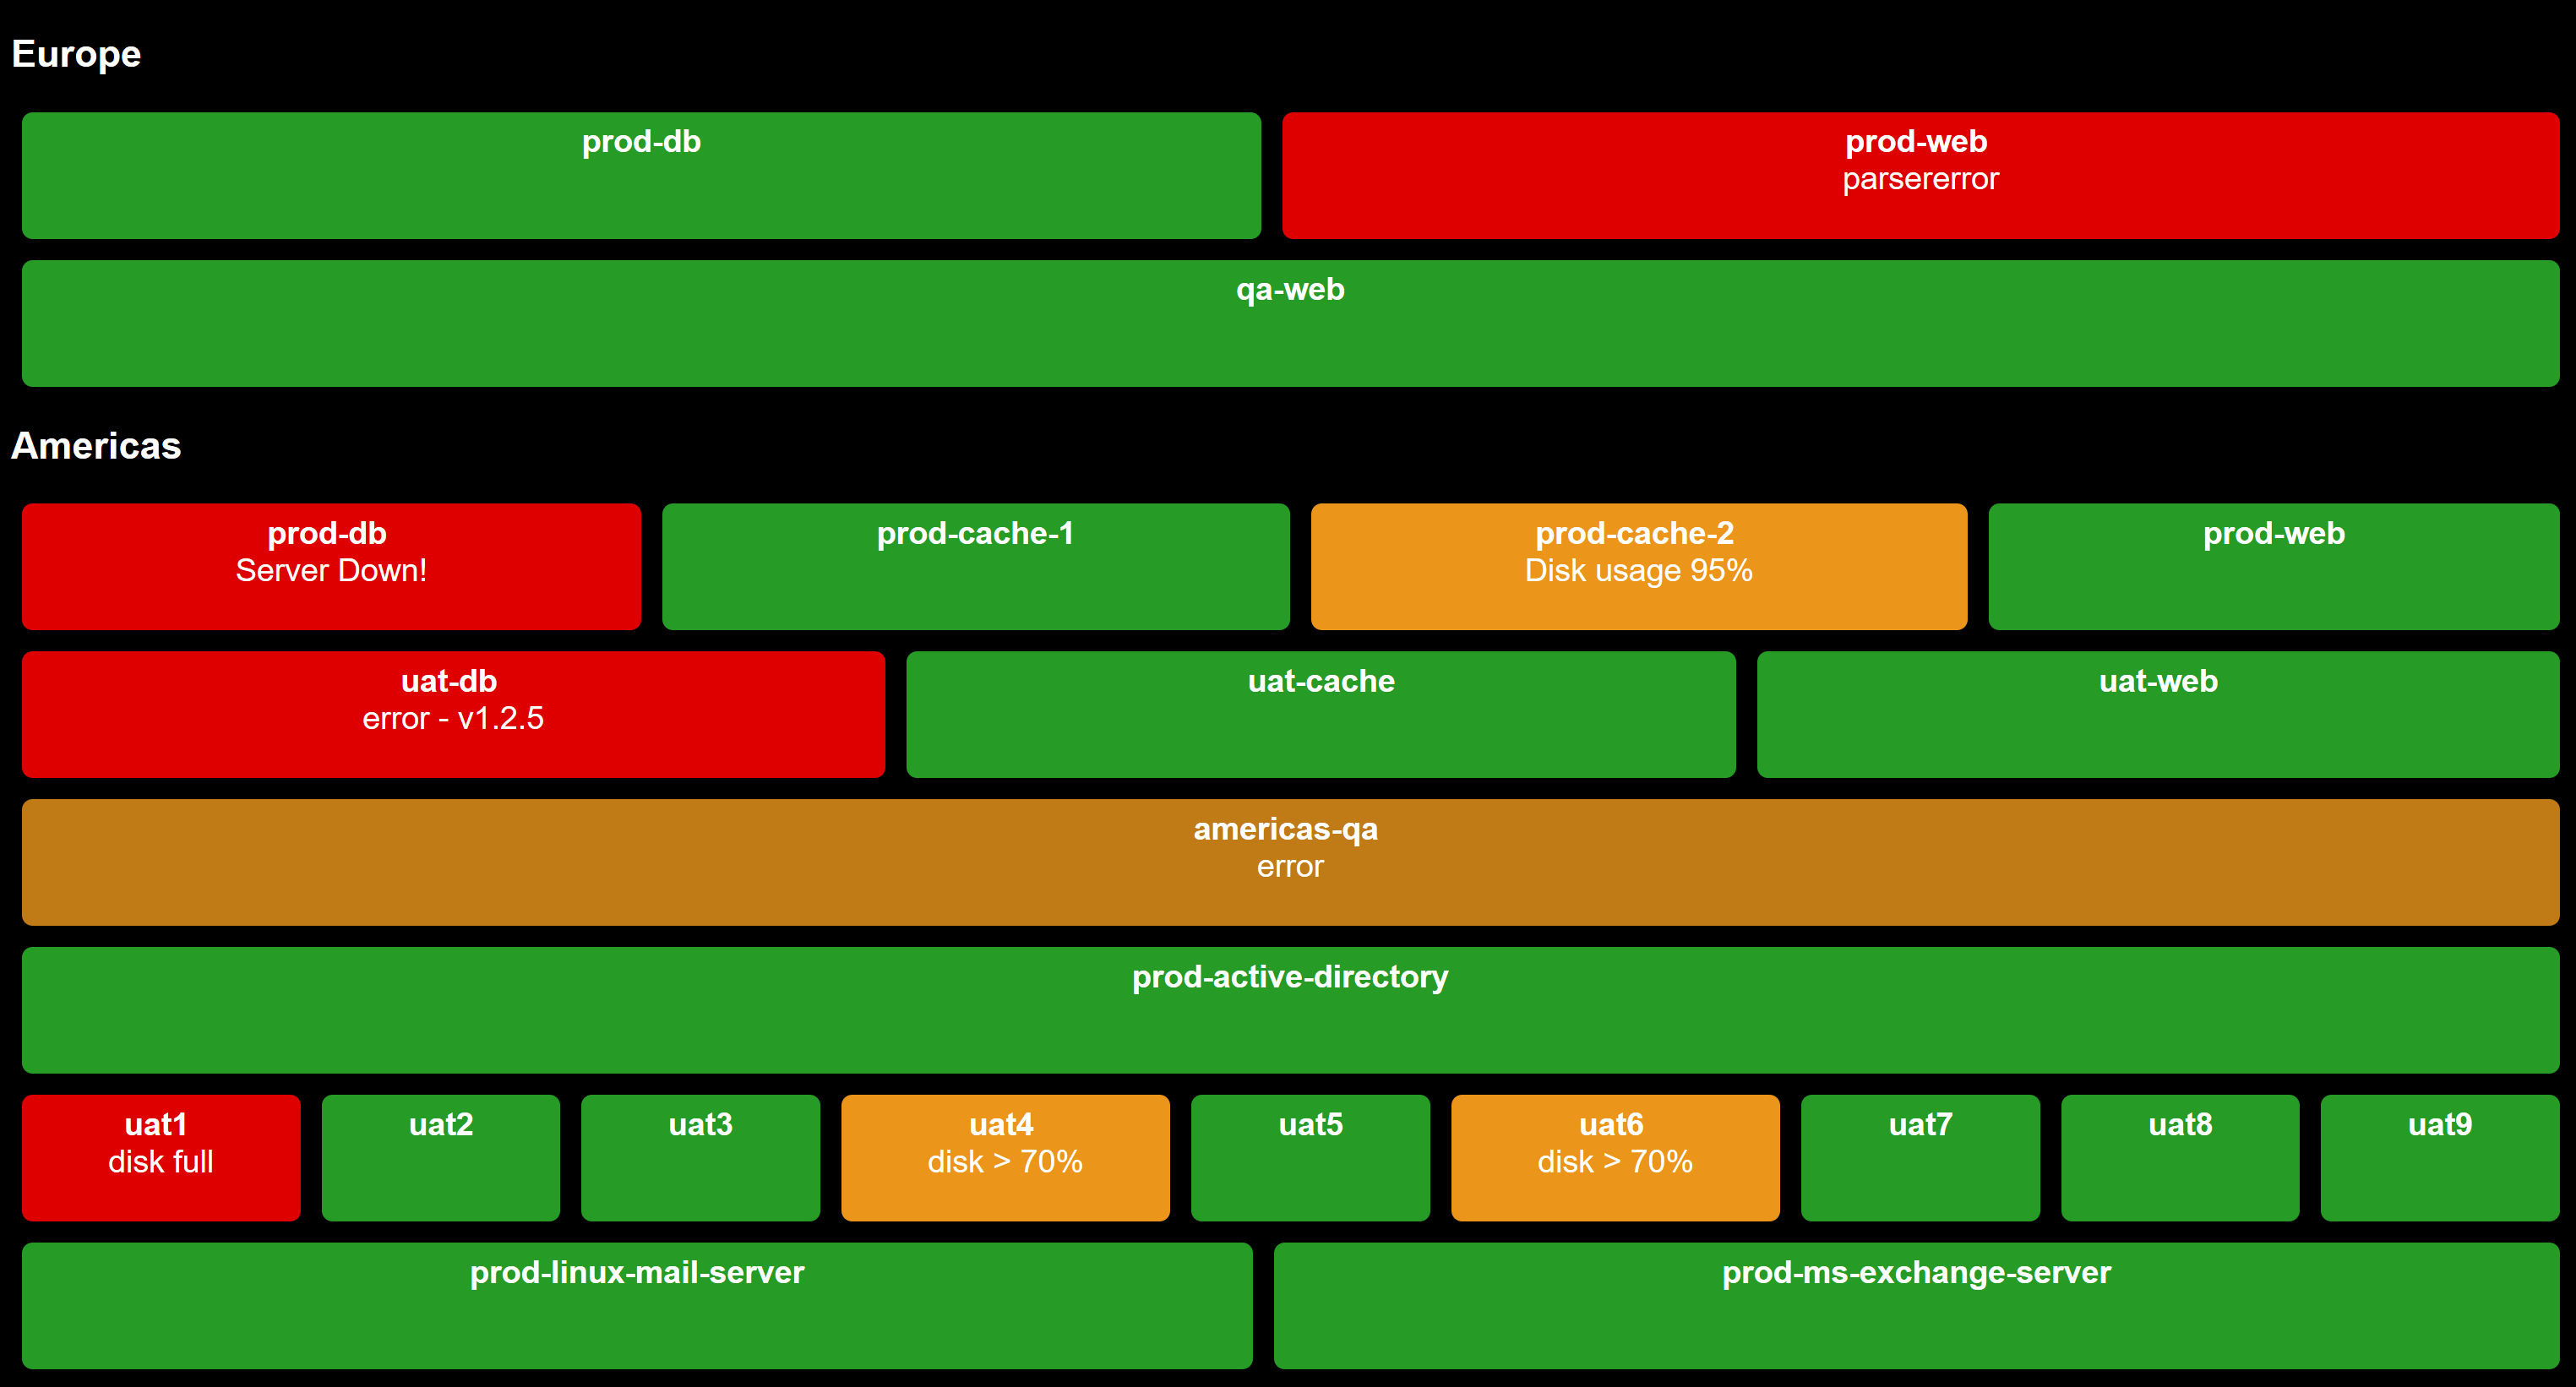 Europe
prod-db
prod-web
parsererror
qa-web
Americas
prod-db
Server Down!
prod-cache-1
prod-cache-2
Disk usage 95%
prod-web
uat-db
error - v1.2.5
uat-cache
uat-web
americas-qa
error
prod-active-directory
uat1
disk full
uat2
uat3
uat4
disk > 70%
uat5
uat6
disk > 70%
uat7
uat8
uat9
prod-linux-mail-server
prod-ms-exchange-server